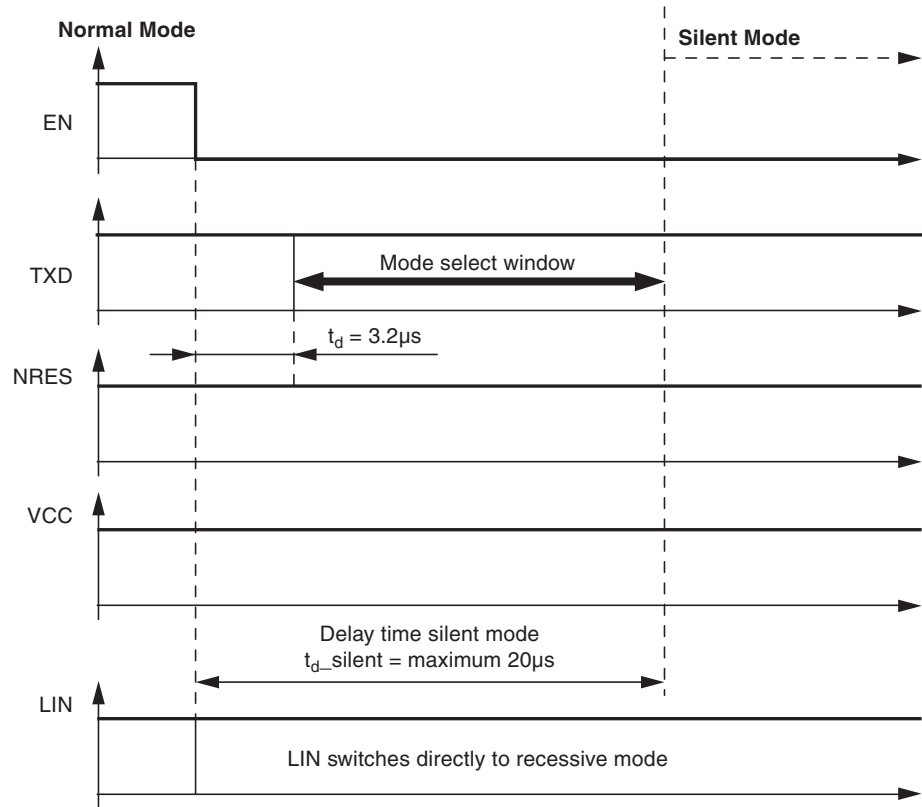 Normal Mode
Silent Mode
EN
TXD
Mode select window
t_d = 3.2µs
NRES
VCC
Delay time silent mode
t_d_silent = maximum 20µs
LIN
LIN switches directly to recessive mode